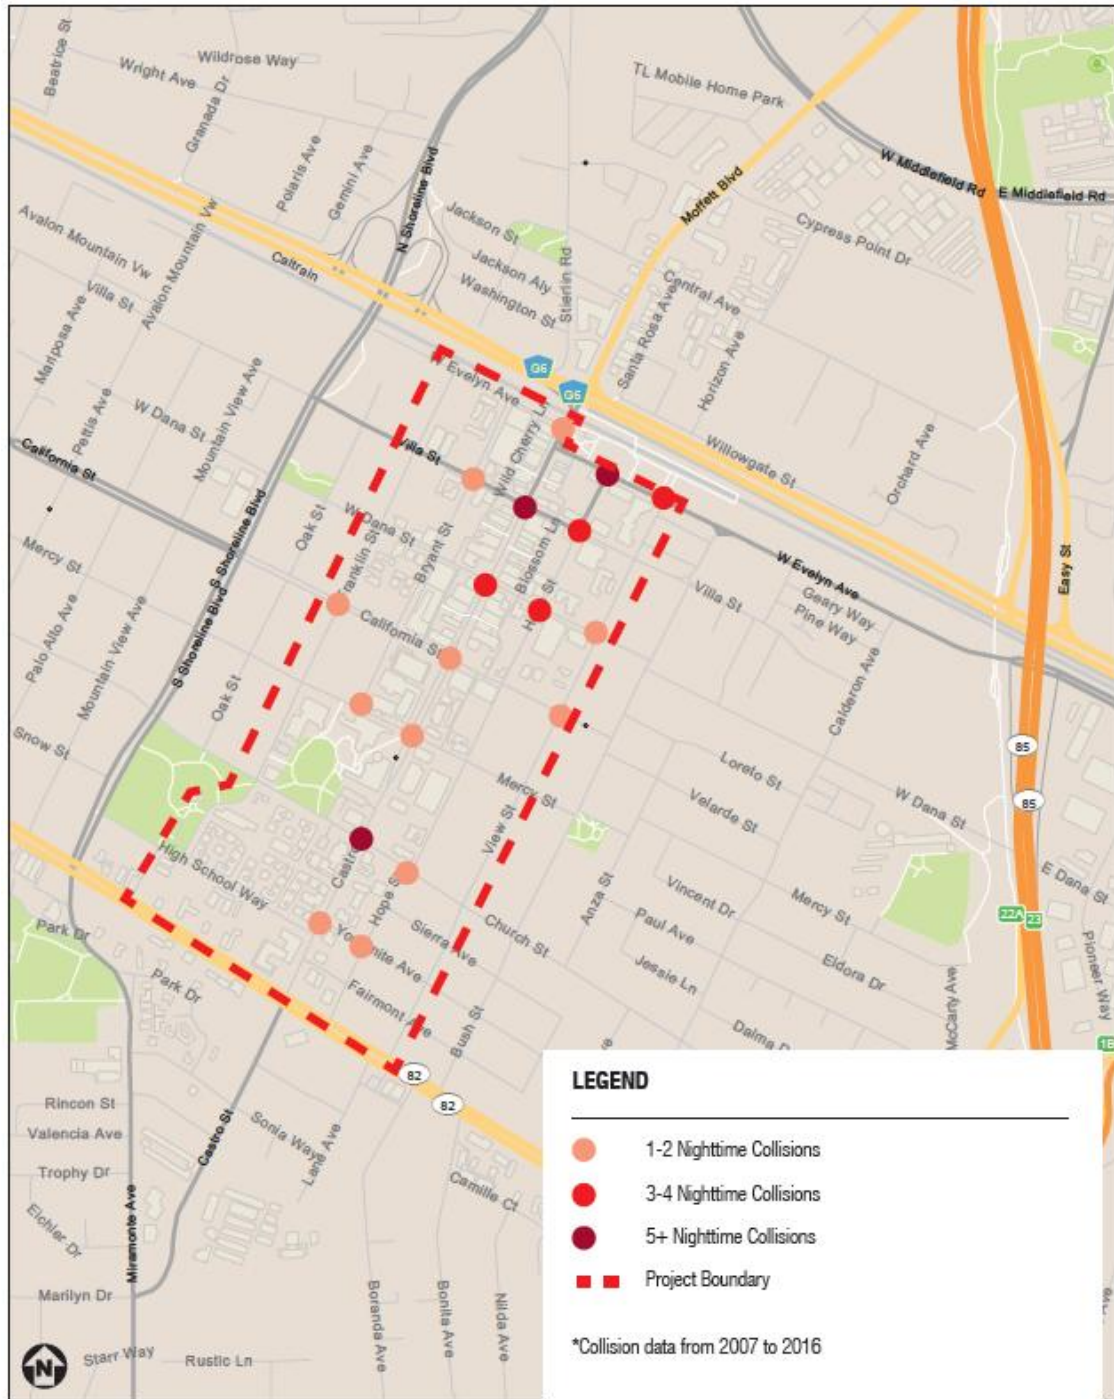 Beatrice St
Wildrose Way
Wright Ave
Granada Dr
TL Mobile Home Park
Polaris Ave
Gemini Ave
N Shoreline Blvd
W Middlefield Rd
E Middlefield Rd
Moffett Blvd
Avalon Mountain Vw
Avalon Mountain Vw
Caltrain
Jackson St
Jackson Aly
Washington St
Stierlin Rd
Cypress Point Dr
Central Ave
Santa Rosa Ave
Horizon Ave
Villa St
Mariposa Ave
Pettis Ave
W Dana St
Mountain View Ave
California St
G6
G6
Evelyn Ave
Wild Cherry Ln
Villa St
Willowgate St
Orchard Ave
Easy St
Mercy St
S Shoreline Blvd
S Shoreline Blvd
Oak St
W Dana St
Franklin St
Bryant St
Blossom Ln
W Evelyn Ave
Geary Way
Pine Way
Villa St
Palo Alto Ave
Mountain View Ave
California St
Oak St
Calderon Ave
Snow St
85
85
Loreto St
Velarde St
W Dana St
Mercy St
View St
High School Way
Castro
Hope S
Anza St
Vincent Dr
Mercy St
E Dana St
22A
23
Pioneer Way
Park Dr
Park Dr
Yosemite Ave
Sierra Ave
Church St
Paul Ave
Jessie Ln
Eldora Dr
Fairmont Ave
Bush St
Dalma D
McCarty Ave
1B
82
82
Rincon St
Valencia Ave
Trophy Dr
Eichler Dr
Miramonte Ave
Castro St
Sonia Way
Lane Ave
Camille Ct
Marilyn Dr
Starr Way
Rustic Ln
Boranda Ave
Bonita Ave
Nilda Ave
N
LEGEND
1-2 Nighttime Collisions
3-4 Nighttime Collisions
5+ Nighttime Collisions
Project Boundary
*Collision data from 2007 to 2016